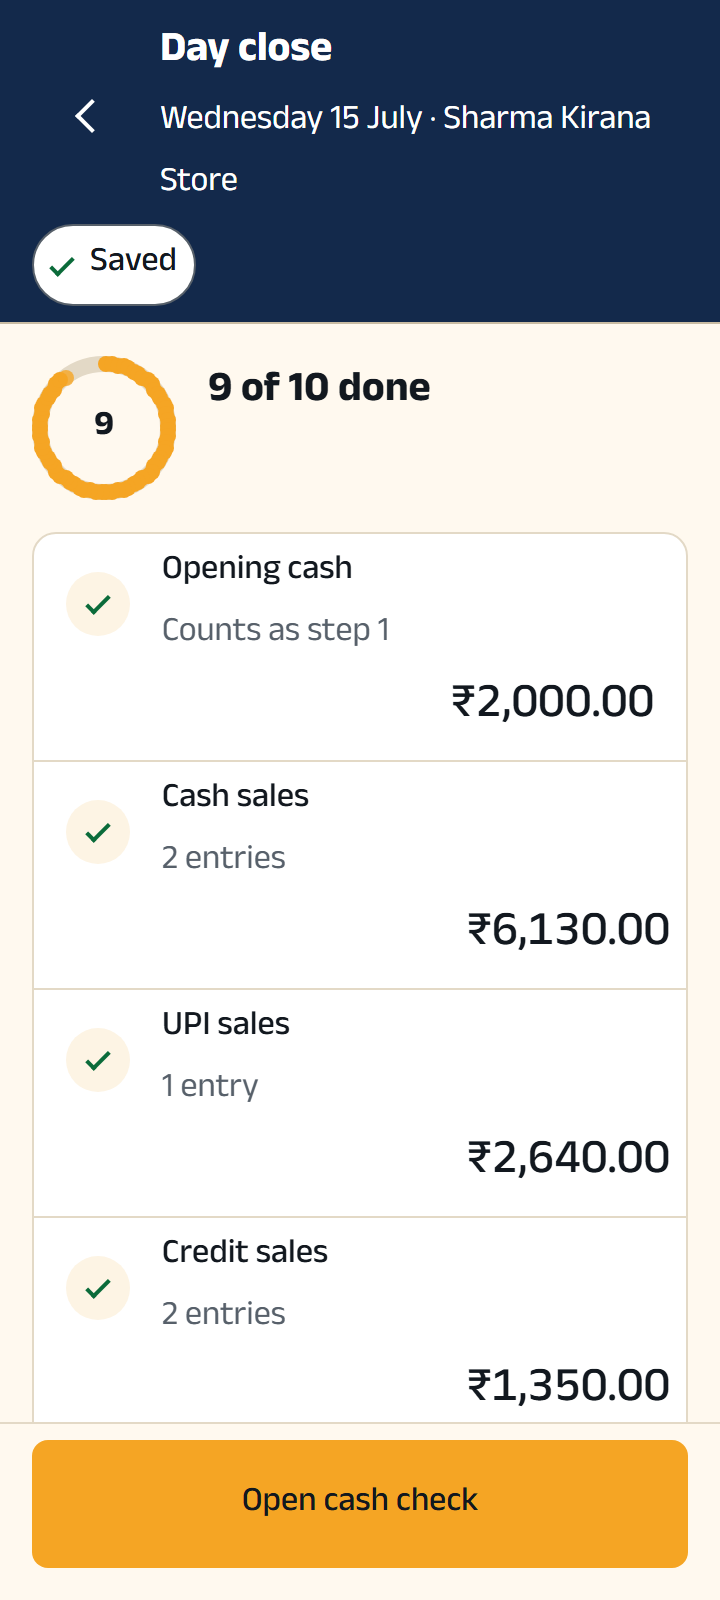 Day close
Wednesday 15 July · Sharma Kirana
Store
Saved
9
9 of 10 done
Opening cash
Counts as step 1
₹2,000.00
Cash sales
2 entries
₹6,130.00
UPI sales
1 entry
₹2,640.00
Credit sales
2 entries
₹1,350.00
Open cash check